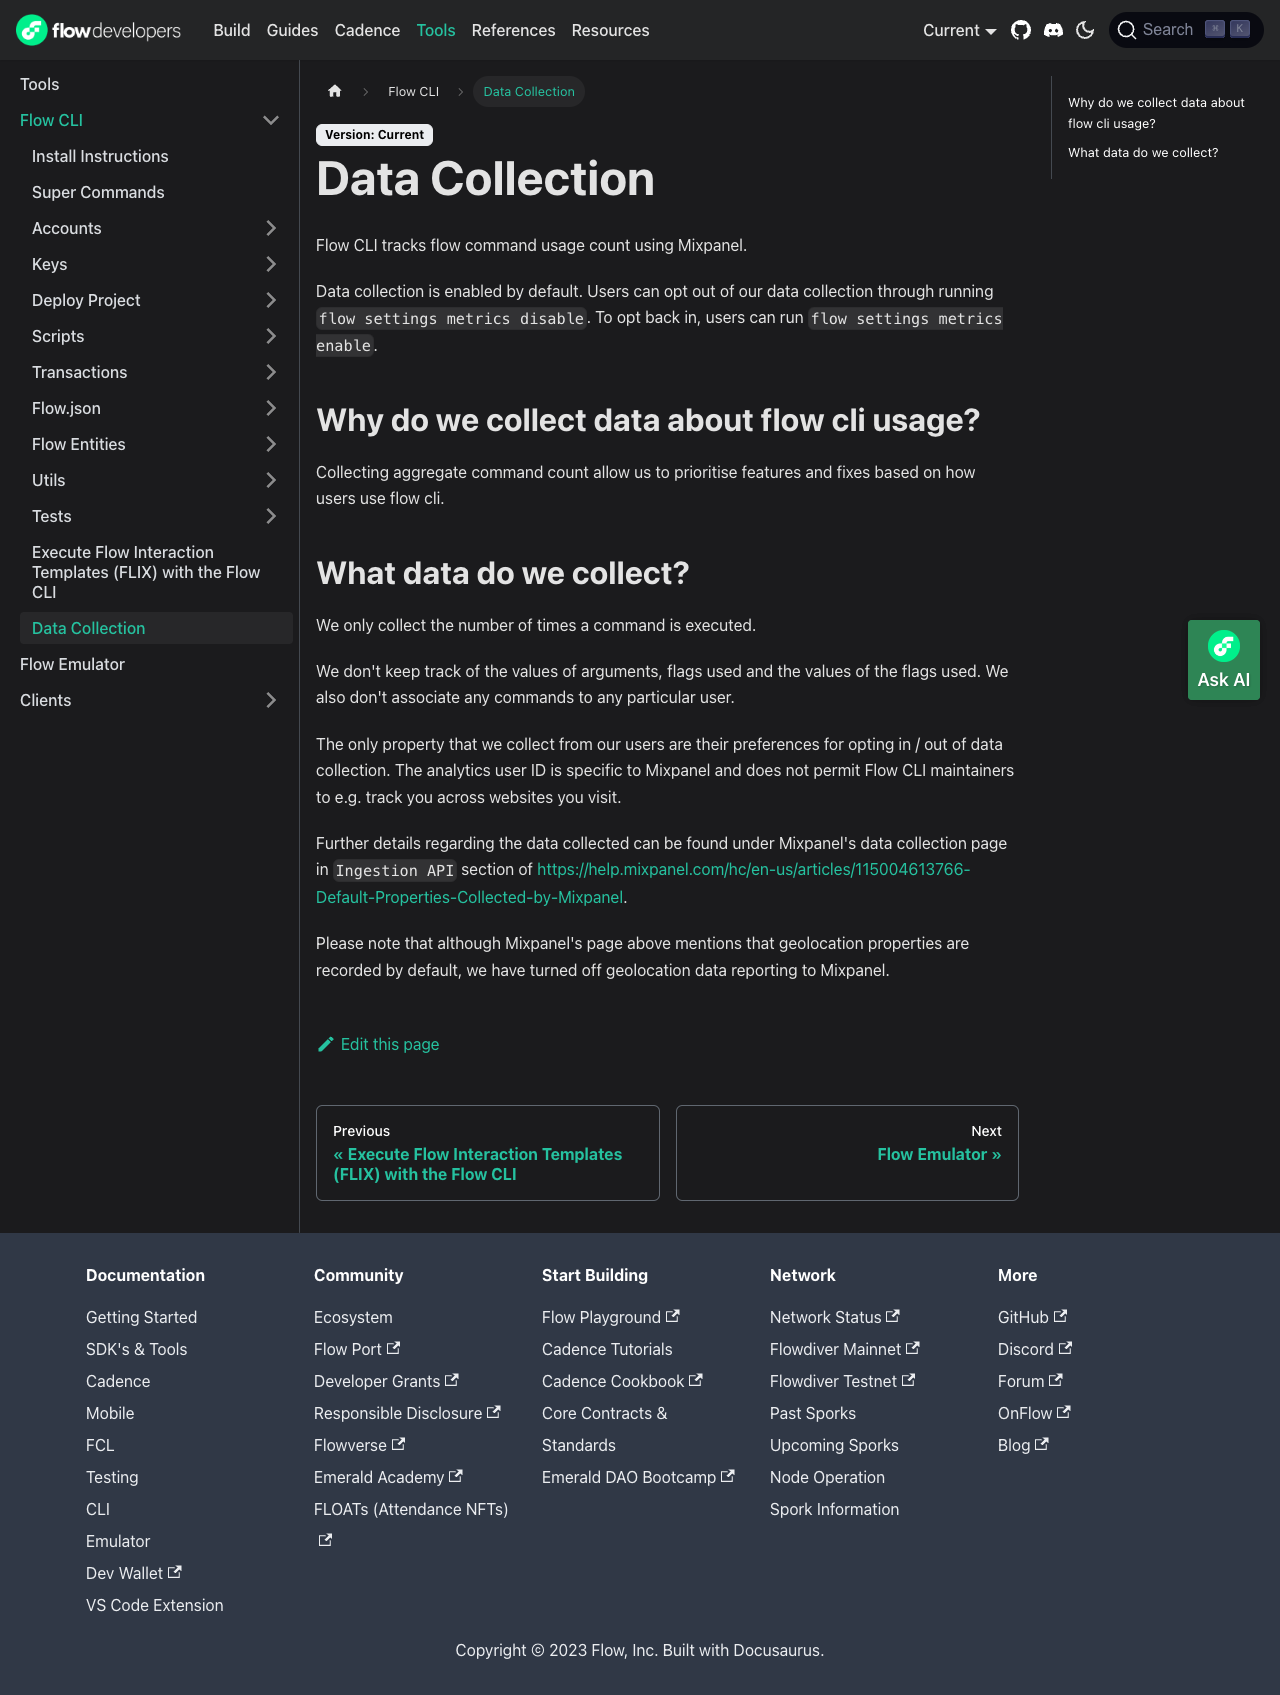 flowdevelopers
Build Guides Cadence Tools References Resources
Current
Search ⌘ K
Tools
Flow CLI
Install Instructions
Super Commands
Accounts
Keys
Deploy Project
Scripts
Transactions
Flow.json
Flow Entities
Utils
Tests
Execute Flow Interaction
Templates (FLIX) with the Flow
CLI
Data Collection
Flow Emulator
Clients
Flow CLI
Data Collection
Version: Current
Data Collection
Flow CLI tracks flow command usage count using Mixpanel.
Data collection is enabled by default. Users can opt out of our data collection through running
flow settings metrics disable. To opt back in, users can run flow settings metrics
enable.
Why do we collect data about flow cli usage?
Collecting aggregate command count allow us to prioritise features and fixes based on how
users use flow cli.
What data do we collect?
We only collect the number of times a command is executed.
We don't keep track of the values of arguments, flags used and the values of the flags used. We
also don't associate any commands to any particular user.
The only property that we collect from our users are their preferences for opting in / out of data
collection. The analytics user ID is specific to Mixpanel and does not permit Flow CLI maintainers
to e.g. track you across websites you visit.
Further details regarding the data collected can be found under Mixpanel's data collection page
in Ingestion API section of https://help.mixpanel.com/hc/en-us/articles/115004613766-
Default-Properties-Collected-by-Mixpanel.
Please note that although Mixpanel's page above mentions that geolocation properties are
recorded by default, we have turned off geolocation data reporting to Mixpanel.
Edit this page
Previous
« Execute Flow Interaction Templates
(FLIX) with the Flow CLI
Next
Flow Emulator »
Why do we collect data about
flow cli usage?
What data do we collect?
Ask AI
Documentation
Getting Started
SDK's & Tools
Cadence
Mobile
FCL
Testing
CLI
Emulator
Dev Wallet
VS Code Extension
Community
Ecosystem
Flow Port
Developer Grants
Responsible Disclosure
Flowverse
Emerald Academy
FLOATs (Attendance NFTs)
Start Building
Flow Playground
Cadence Tutorials
Cadence Cookbook
Core Contracts &
Standards
Emerald DAO Bootcamp
Network
Network Status
Flowdiver Mainnet
Flowdiver Testnet
Past Sporks
Upcoming Sporks
Node Operation
Spork Information
More
GitHub
Discord
Forum
OnFlow
Blog
Copyright © 2023 Flow, Inc. Built with Docusaurus.